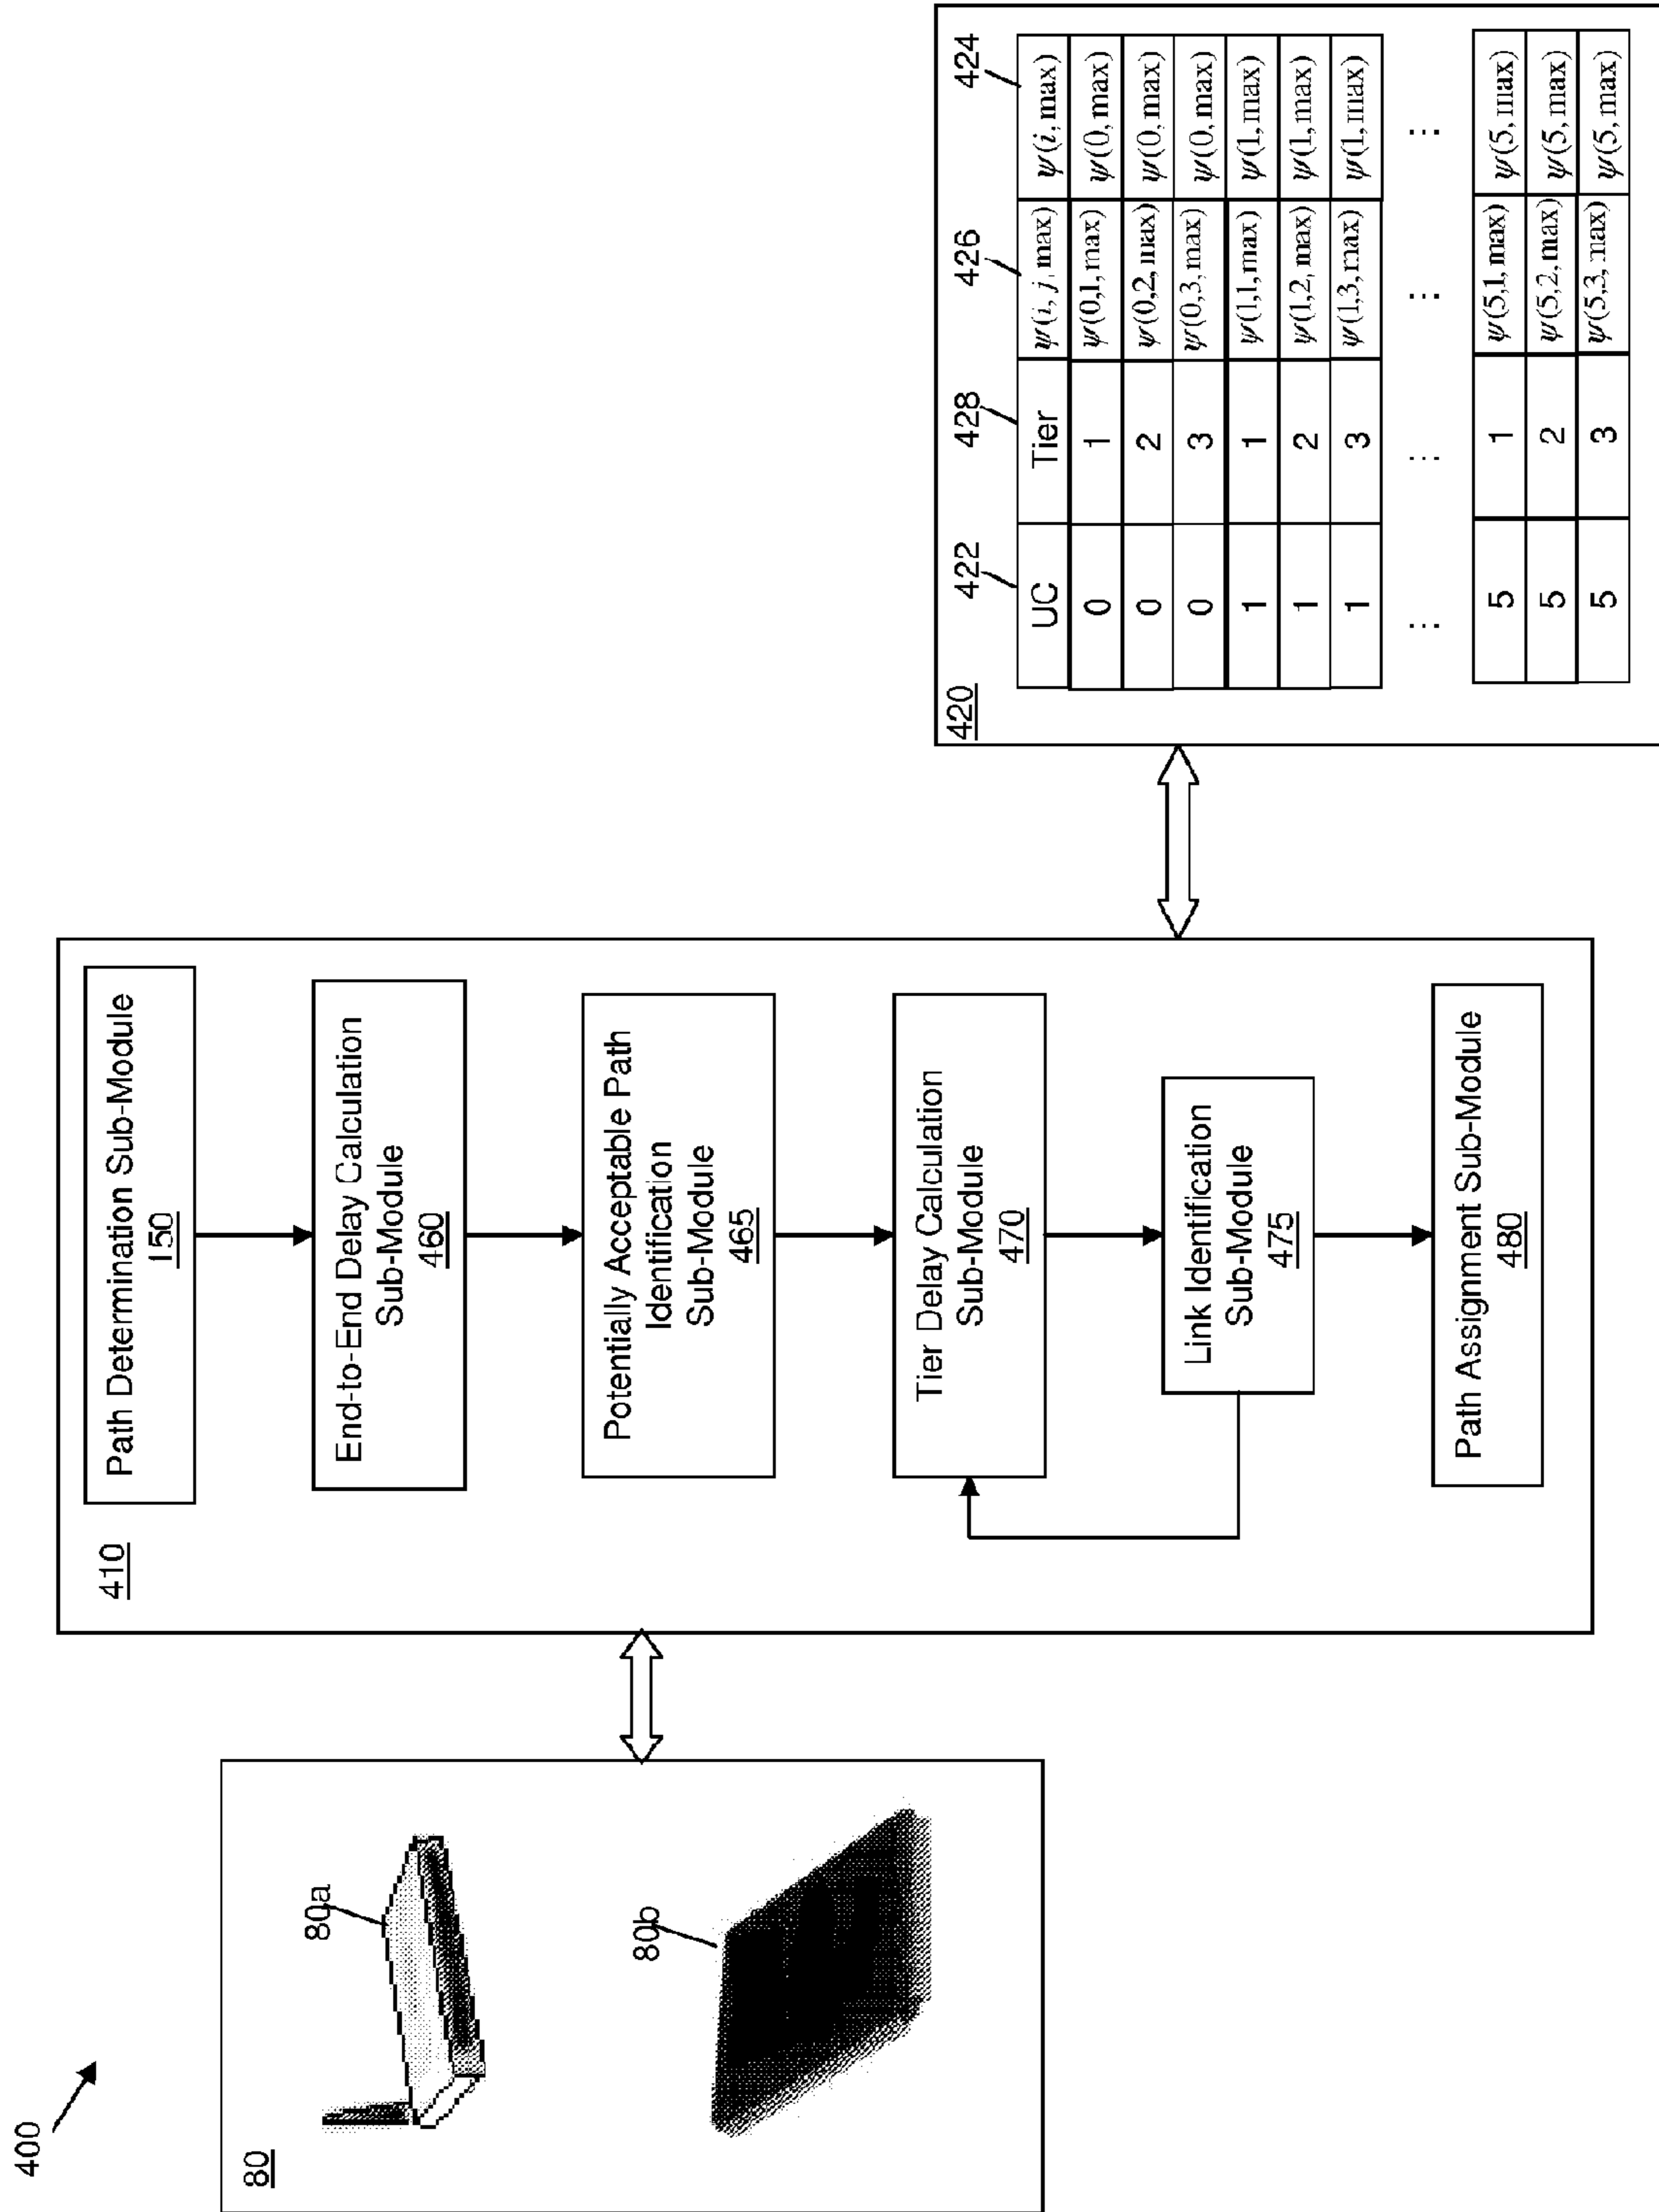 400
80
80a
80b
410
Path Determination Sub-Module
150
End-to-End Delay Calculation
Sub-Module
460
Potentially Acceptable Path
Identification
Sub-Module
465
Tier Delay Calculation
Sub-Module
470
Link Identification
Sub-Module
475
Path Assignment Sub-Module
480
420
422 428 426 424
UC Tier ψ(i, j, max) ψ(i, max)
0 1 ψ(0,1,max) ψ(0,max)
0 2 ψ(0,2,max) ψ(0,max)
0 3 ψ(0,3,max) ψ(0,max)
1 1 ψ(1,1,max) ψ(1,max)
1 2 ψ(1,2,max) ψ(1,max)
1 3 ψ(1,3,max) ψ(1,max)
... ... ... ...
5 1 ψ(5,1,max) ψ(5,max)
5 2 ψ(5,2,max) ψ(5,max)
5 3 ψ(5,3,max) ψ(5,max)